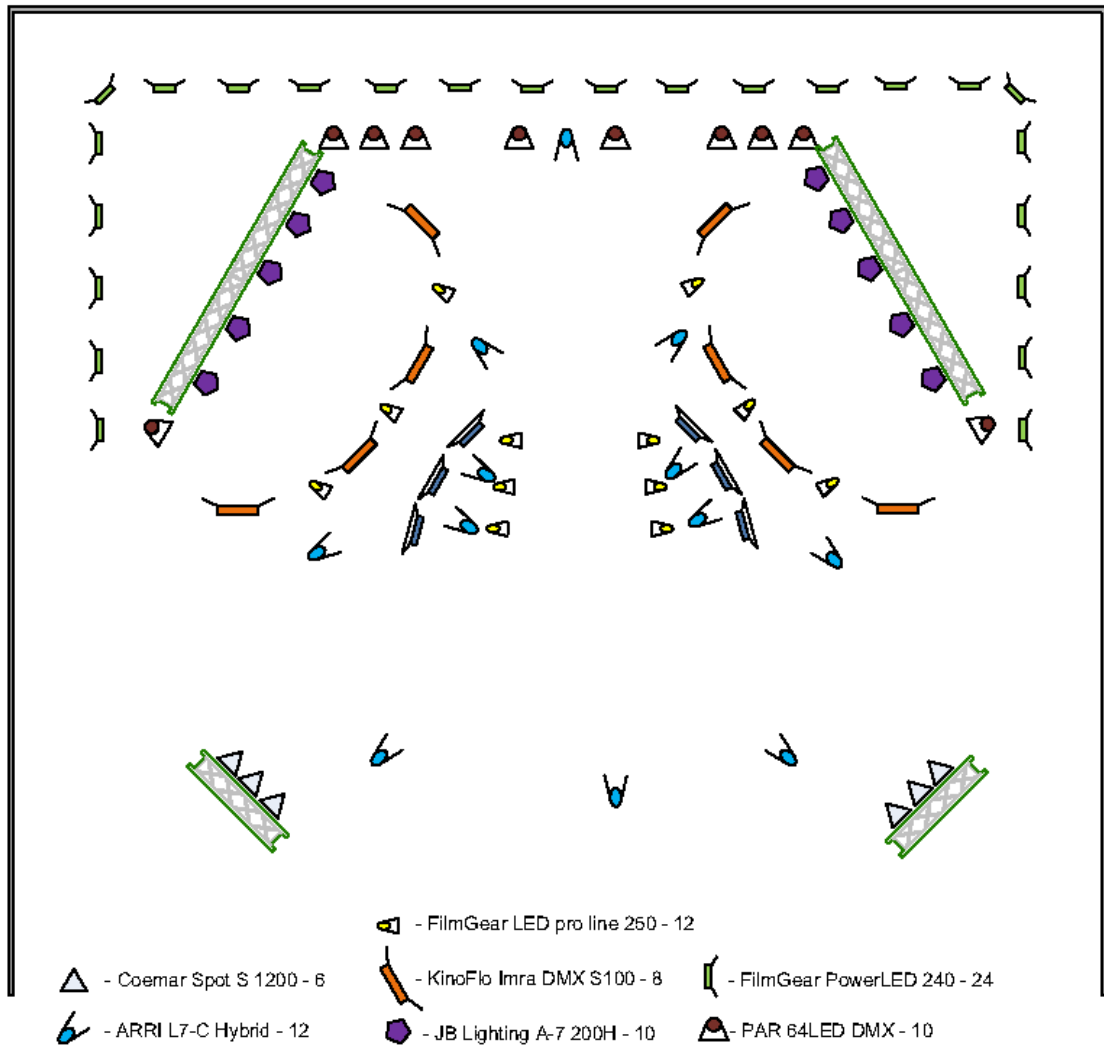 - FilmGear LED pro line 250 - 12
- Coemar Spot S 1200 - 6
- KinoFlo Imra DMX S100 - 8
- FilmGear PowerLED 240 - 24
- ARRI L7-C Hybrid - 12
- JB Lighting A-7 200H - 10
- PAR 64LED DMX - 10